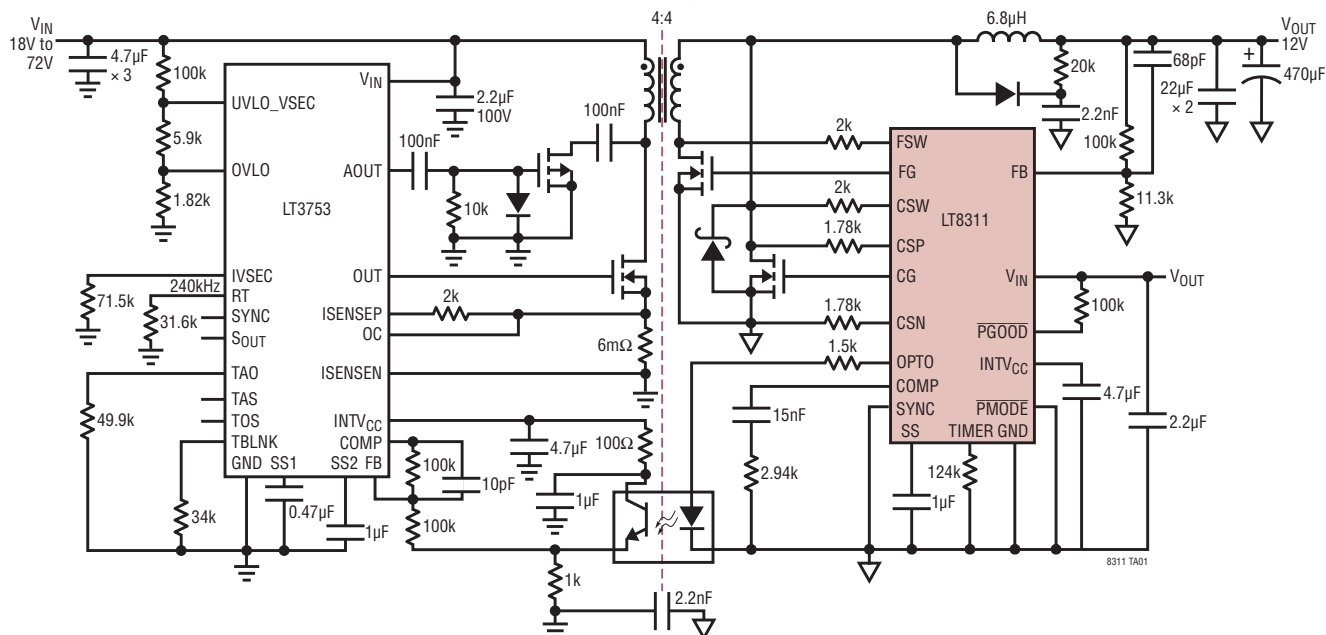 4:4
6.8µH
VIN
18V to
72V
4.7µF
× 3
100k
VIN
2.2µF
100V
100nF
UVLO_VSEC
5.9k
OVLO
1.82k
LT3753
AOUT
100nF
10k
OUT
IVSEC
240kHz
RT
71.5k
31.6k
SYNC
SOUT
ISENSEP
2k
OC
6mΩ
ISENSEN
TAO
TAS
TOS
TBLNK
49.9k
34k
INTVCC
COMP
GND SS1
SS2 FB
0.47µF
1µF
4.7µF
100Ω
100k
10pF
100k
1µF
1k
2.2nF
VOUT
12V
20k
68pF
22µF
× 2
470µF
+
2.2nF
100k
11.3k
2k
FSW
FG
FB
2k
CSW
LT8311
1.78k
CSP
CG
VIN
VOUT
1.78k
CSN
100k
PGOOD
1.5k
OPTO
INTVCC
COMP
15nF
SYNC
PMODE
4.7µF
2.2µF
SS
TIMER GND
2.94k
1µF
124k
8311 TA01